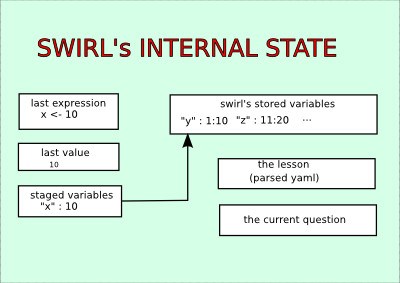 SWIRL's INTERNAL STATE
last expression
x <- 10
last value
10
staged variables
"x" : 10
swirl's stored variables
"y" : 1:10 "z" : 11:20 ...
the lesson
(parsed yaml)
the current question